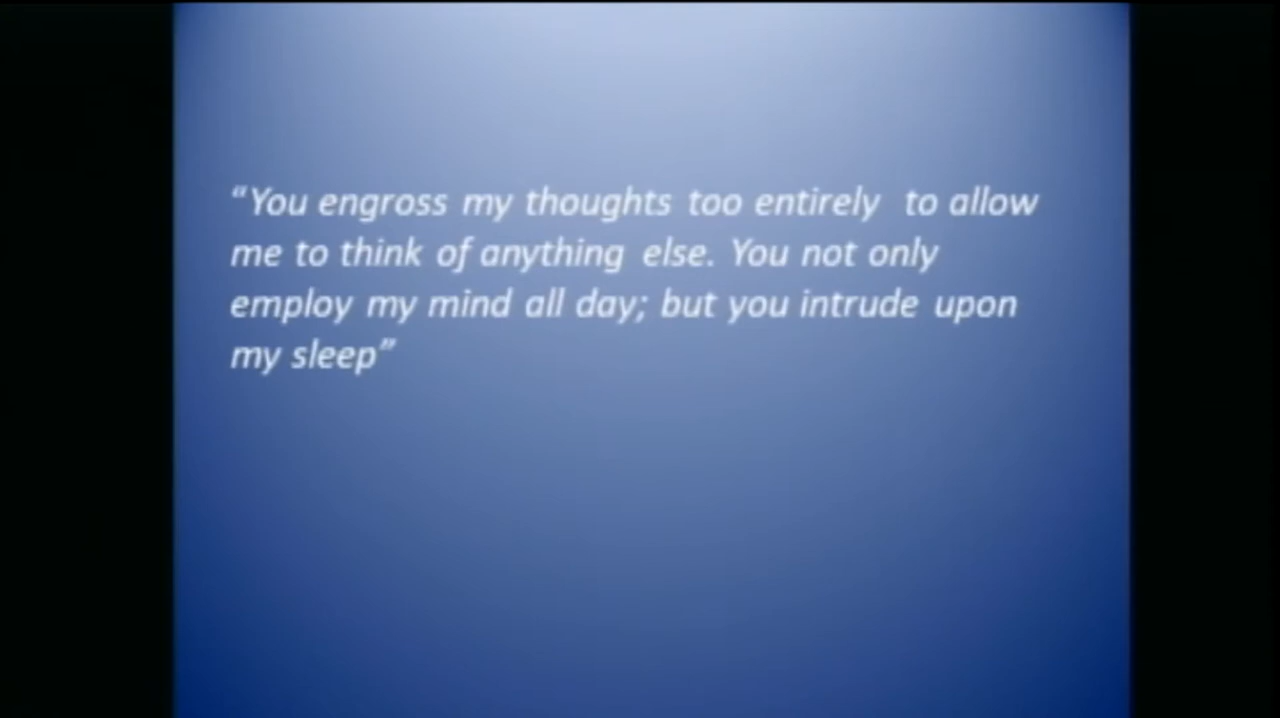 “You engross my thoughts too entirely to allow
me to think of anything else. You not only
employ my mind all day; but you intrude upon
my sleep”